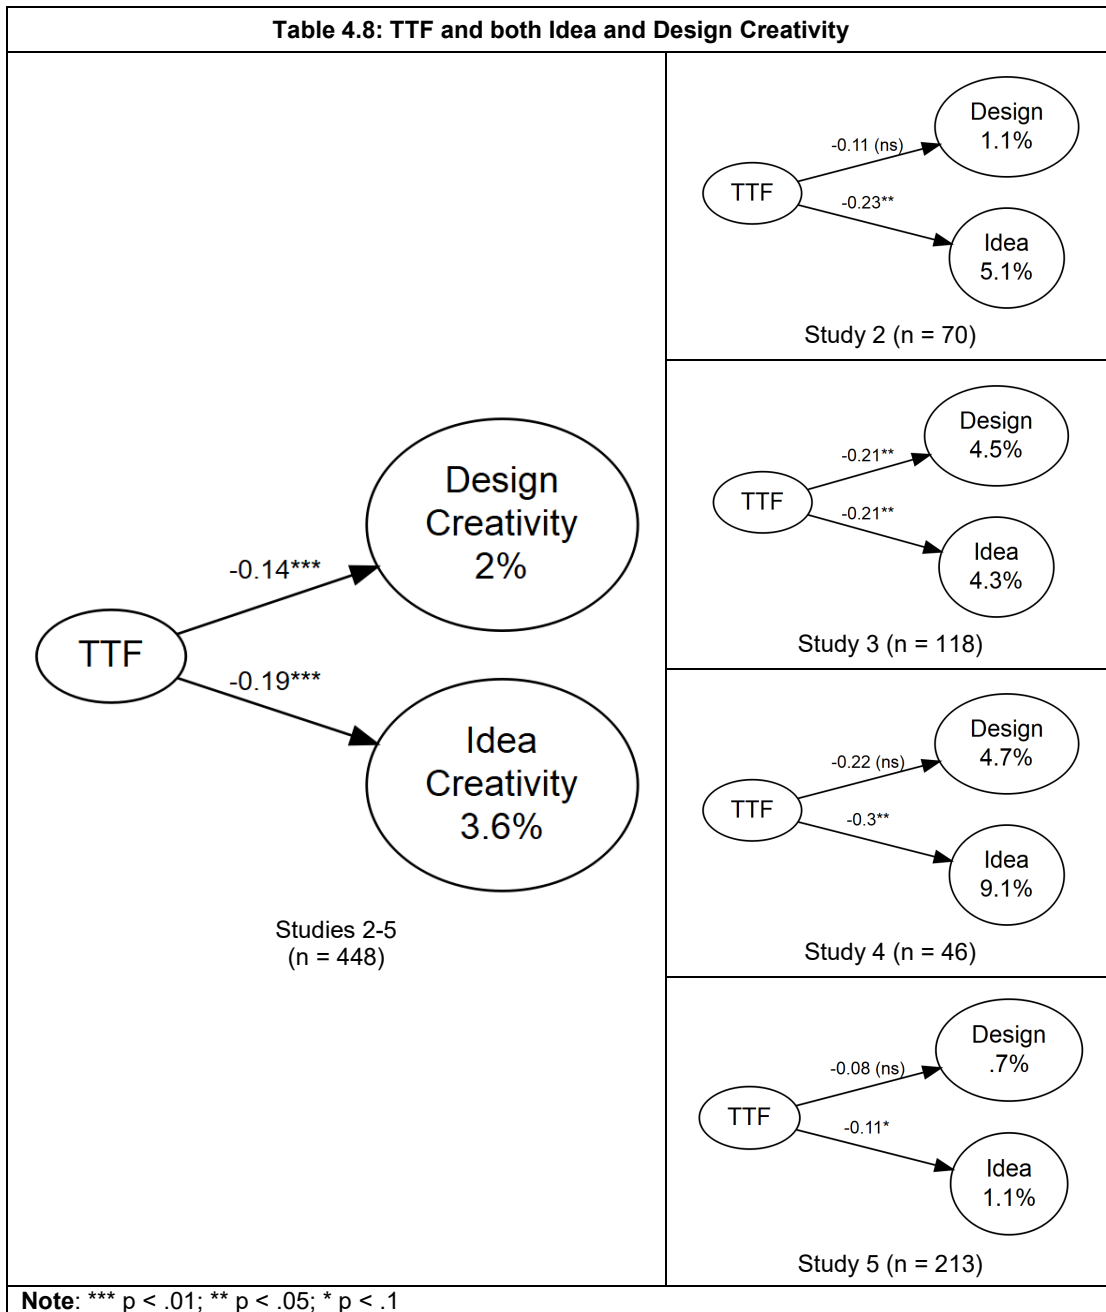 Table 4.8: TTF and both Idea and Design Creativity
TTF
-0.14***
-0.19***
Design
Creativity
2%
Idea
Creativity
3.6%
Studies 2-5
(n = 448)
TTF
-0.11 (ns)
-0.23**
Design
1.1%
Idea
5.1%
Study 2 (n = 70)
TTF
-0.21**
-0.21**
Design
4.5%
Idea
4.3%
Study 3 (n = 118)
TTF
-0.22 (ns)
-0.3**
Design
4.7%
Idea
9.1%
Study 4 (n = 46)
TTF
-0.08 (ns)
-0.11*
Design
.7%
Idea
1.1%
Study 5 (n = 213)
Note: *** p < .01; ** p < .05; * p < .1